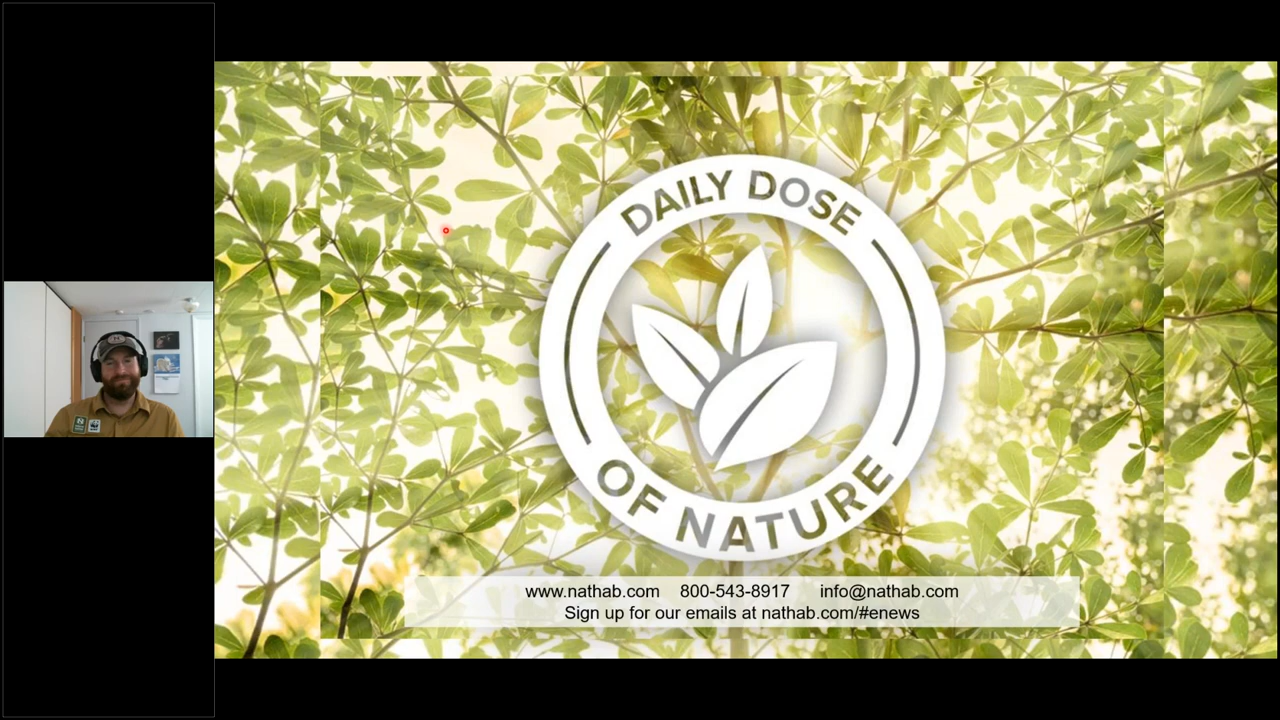 DAILY DOSE
OF NATURE
www.nathab.com 800-543-8917 info@nathab.com
Sign up for our emails at nathab.com/#enews